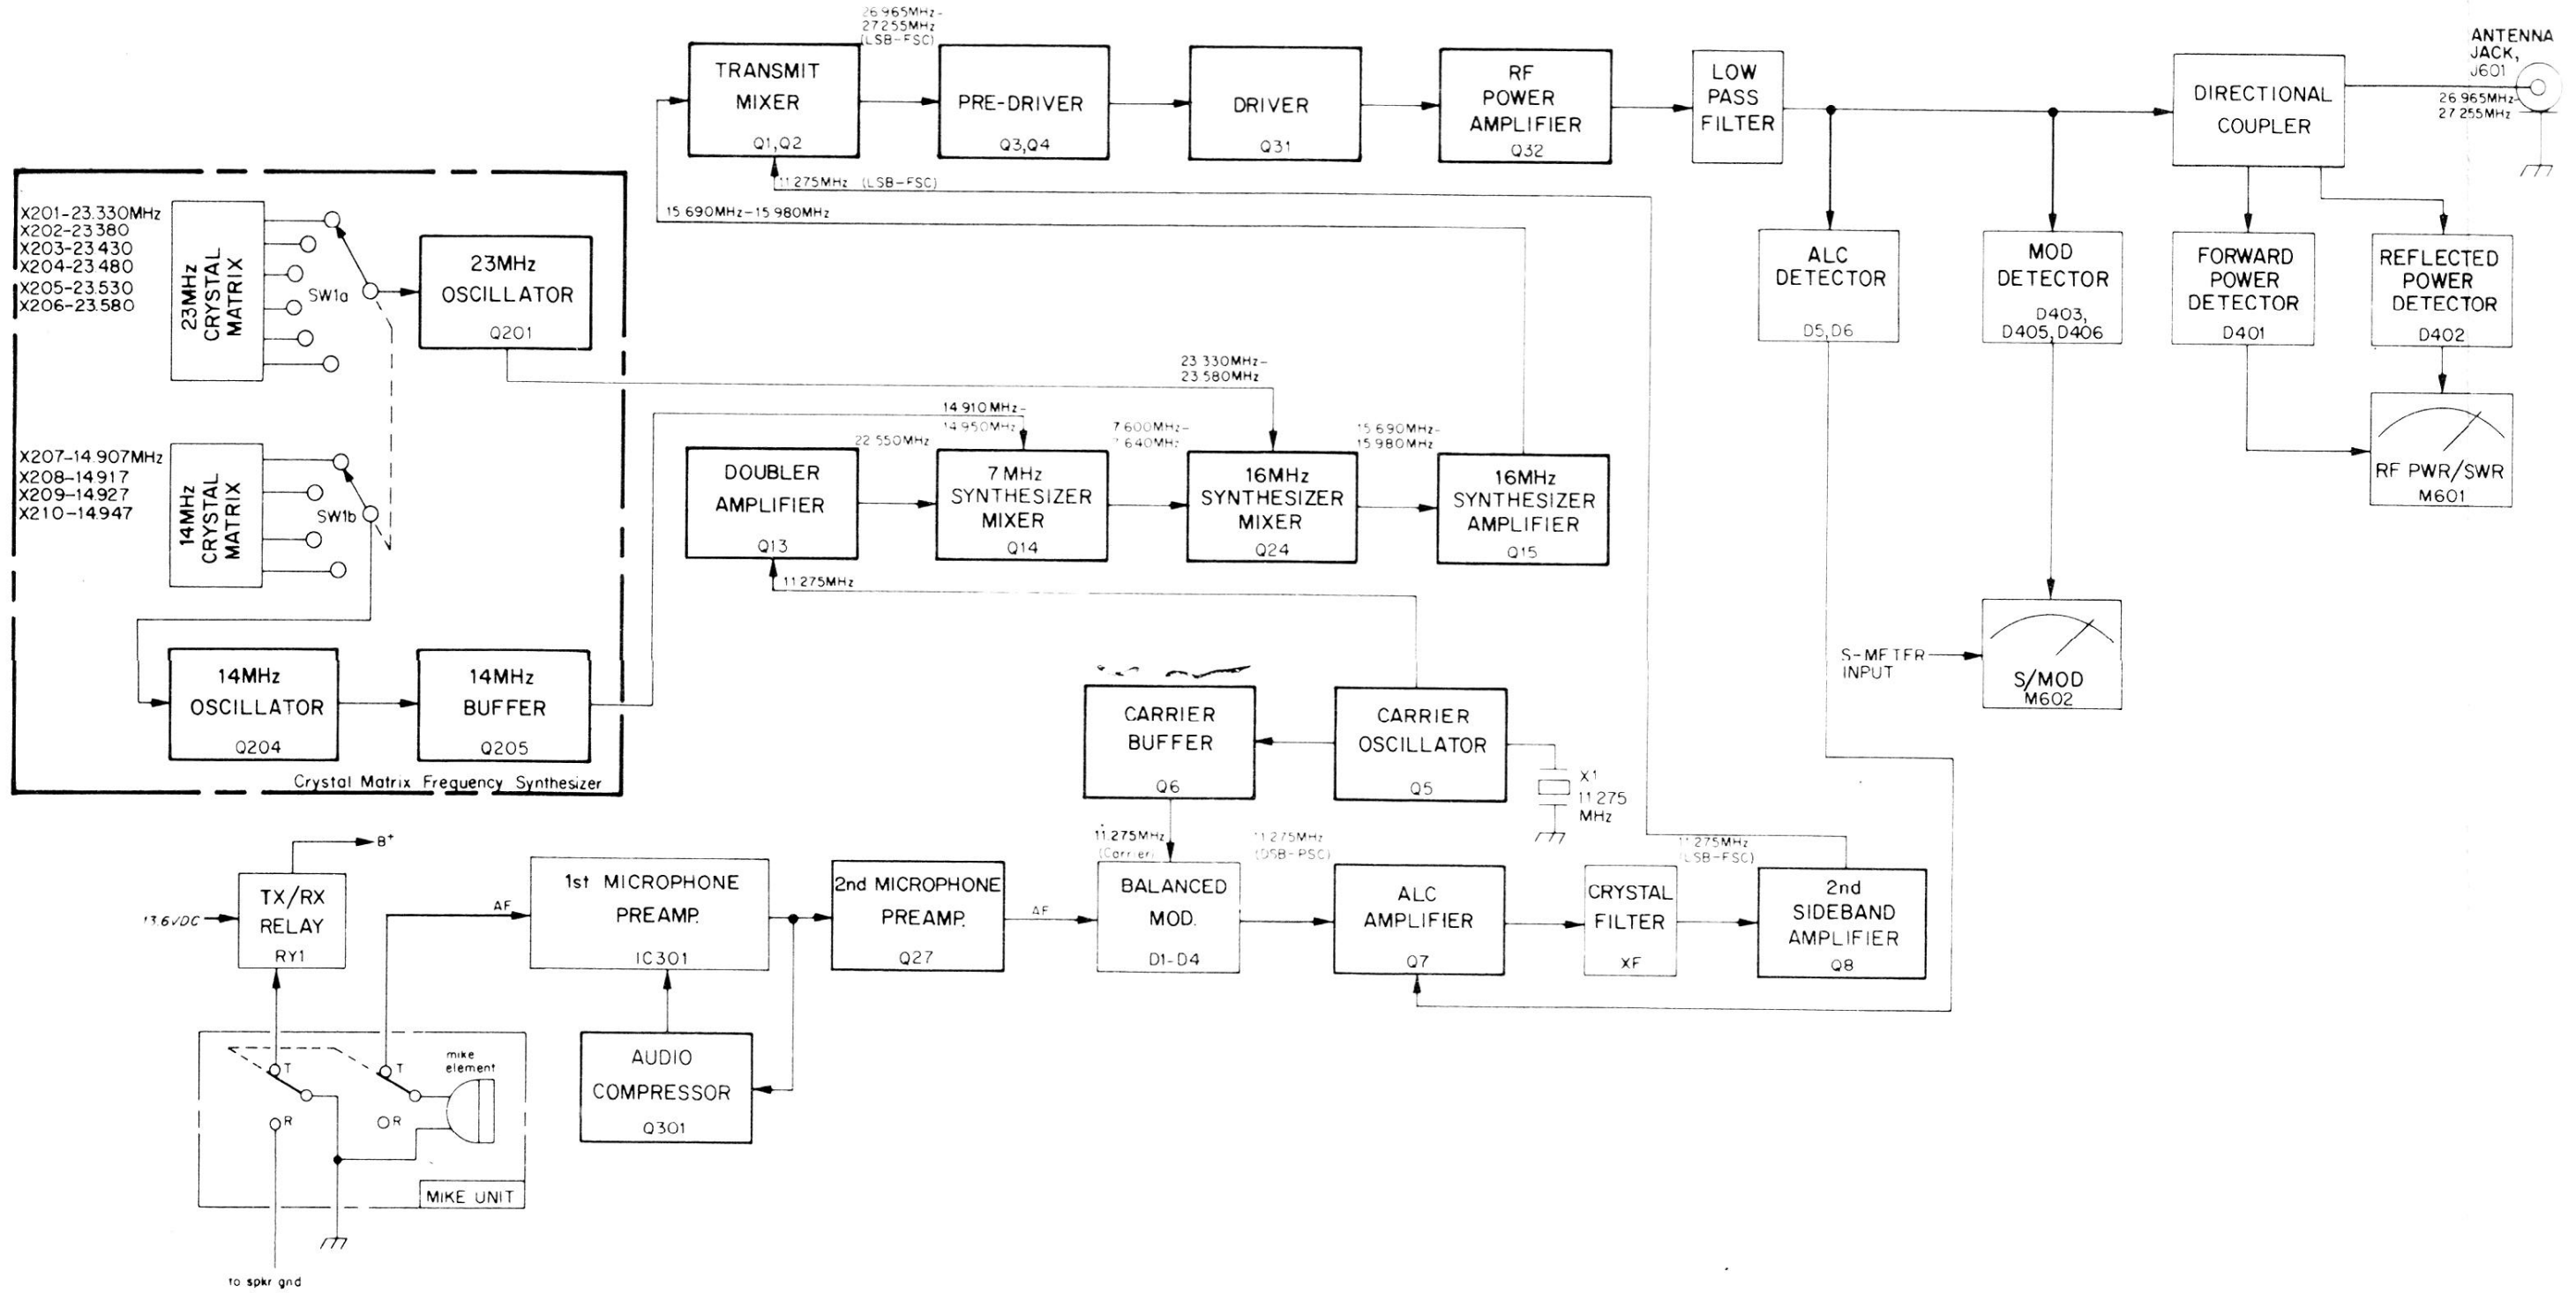 26.965MHz-
27.255MHz
(LSB-FSC)
TRANSMIT
MIXER
Q1,Q2
PRE-DRIVER
Q3,Q4
DRIVER
Q31
RF
POWER
AMPLIFIER
Q32
LOW
PASS
FILTER
DIRECTIONAL
COUPLER
ANTENNA
JACK,
J601
26.965MHz-
27.255MHz
11.275MHz (LSB-FSC)
15.690MHz-15.980MHz
X201-23.330MHz
X202-23.380
X203-23.430
X204-23.480
X205-23.530
X206-23.580
23MHz
CRYSTAL
MATRIX
SW1a
23MHz
OSCILLATOR
Q201
ALC
DETECTOR
D5,D6
MOD
DETECTOR
D403,
D405,D406
FORWARD
POWER
DETECTOR
D401
REFLECTED
POWER
DETECTOR
D402
RF PWR/SWR
M601
23.330MHz-
23.580MHz
14.910MHz-
14.950MHz
22.550MHz
7.600MHz-
7.640MHz
15.690MHz-
15.980MHz
X207-14.907MHz
X208-14.917
X209-14.927
X210-14.947
14MHz
CRYSTAL
MATRIX
SW1b
DOUBLER
AMPLIFIER
Q13
7MHz
SYNTHESIZER
MIXER
Q14
16MHz
SYNTHESIZER
MIXER
Q24
16MHz
SYNTHESIZER
AMPLIFIER
Q15
11.275MHz
14MHz
OSCILLATOR
Q204
14MHz
BUFFER
Q205
Crystal Matrix Frequency Synthesizer
S-METER
INPUT
S/MOD
M602
CARRIER
BUFFER
Q6
CARRIER
OSCILLATOR
Q5
X1
11.275
MHz
B+
13.6VDC
TX/RX
RELAY
RY1
AF
1st MICROPHONE
PREAMP.
IC301
2nd MICROPHONE
PREAMP.
Q27
AF
11.275MHz
(Carrier)
BALANCED
MOD.
D1-D4
11.275MHz
(DSB-PSC)
ALC
AMPLIFIER
Q7
CRYSTAL
FILTER
XF
11.275MHz
(LSB-FSC)
2nd
SIDEBAND
AMPLIFIER
Q8
AUDIO
COMPRESSOR
Q301
mike
element
T
T
R
R
MIKE UNIT
to spkr gnd